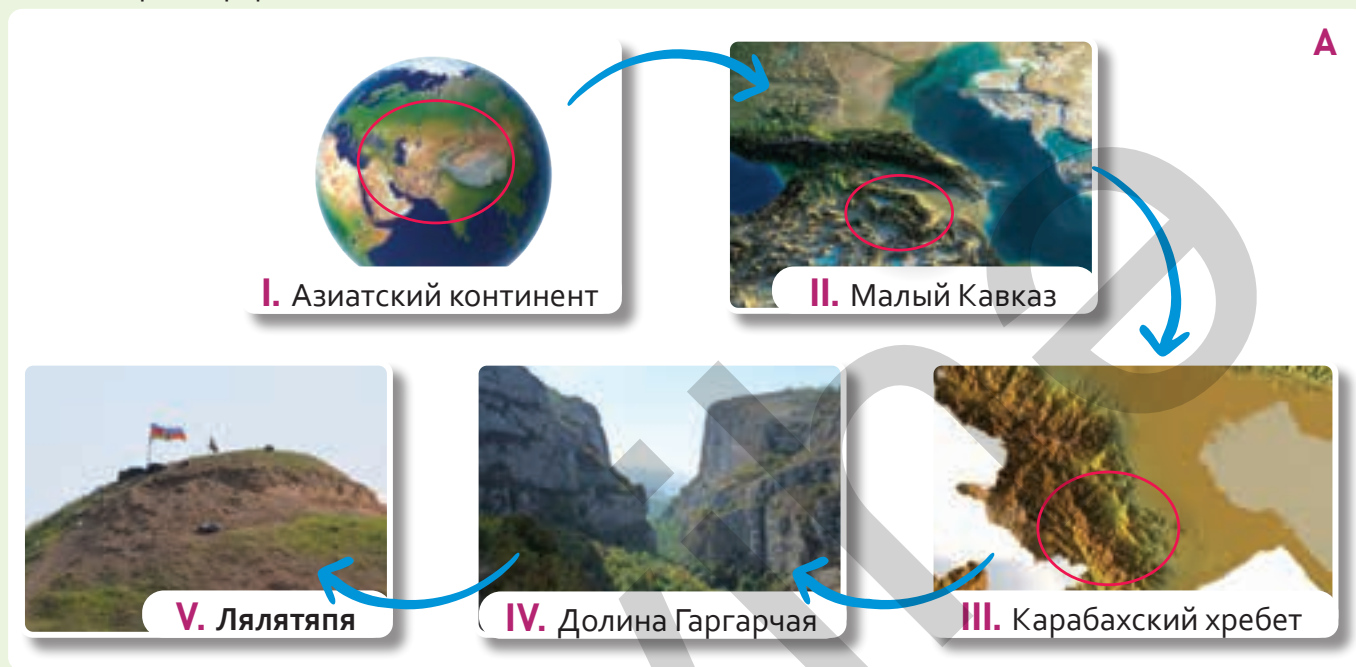 A
I. Азиатский континент
II. Малый Кавказ
III. Карабахский хребет
IV. Долина Гаргарчая
V. Лялятяпя